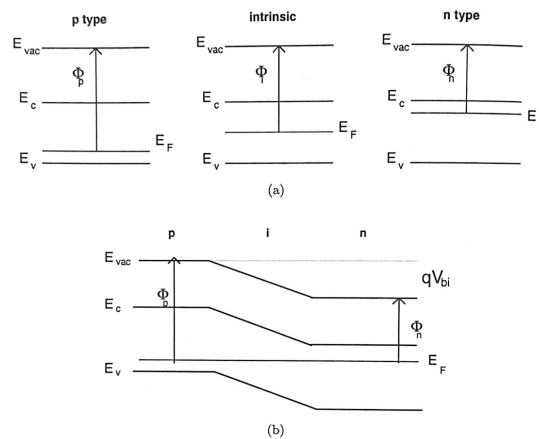 p type
intrinsic
n type
E_vac
E_vac
E_vac
Φ_p
Φ_i
Φ_n
E_c
E_c
E_c
E_F
E_F
E
E_v
E_v
E_v
(a)
p
i
n
E_vac
qV_bi
Φ_p
E_c
Φ_n
E_v
E_F
(b)